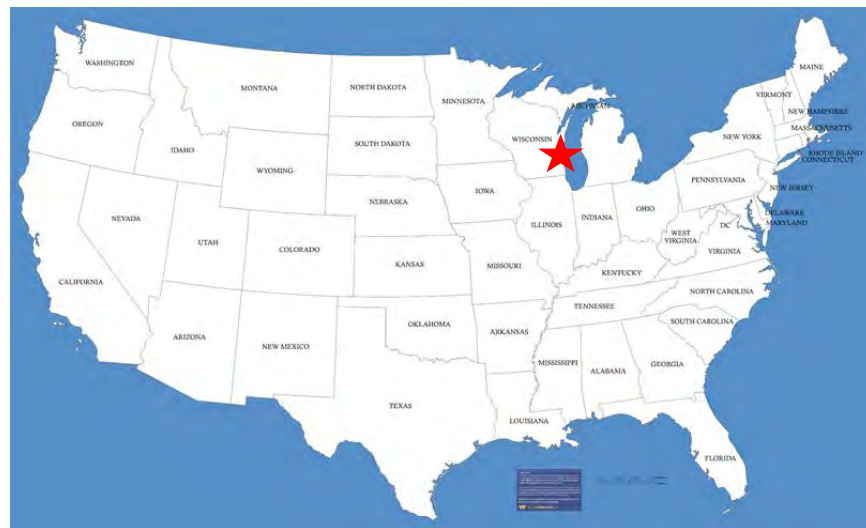 WASHINGTON
MONTANA
NORTH DAKOTA
MINNESOTA
MICHIGAN
MAINE
VERMONT
NEW HAMPSHIRE
OREGON
IDAHO
SOUTH DAKOTA
WISCONSIN
NEW YORK
MASSACHUSETTS
RHODE ISLAND
CONNECTICUT
WYOMING
IOWA
PENNSYLVANIA
NEW JERSEY
NEVADA
NEBRASKA
ILLINOIS
INDIANA
OHIO
DELAWARE
MARYLAND
DC
UTAH
COLORADO
WEST
VIRGINIA
VIRGINIA
CALIFORNIA
KANSAS
MISSOURI
KENTUCKY
NORTH CAROLINA
TENNESSEE
ARIZONA
NEW MEXICO
OKLAHOMA
ARKANSAS
SOUTH CAROLINA
MISSISSIPPI
ALABAMA
GEORGIA
TEXAS
LOUISIANA
FLORIDA